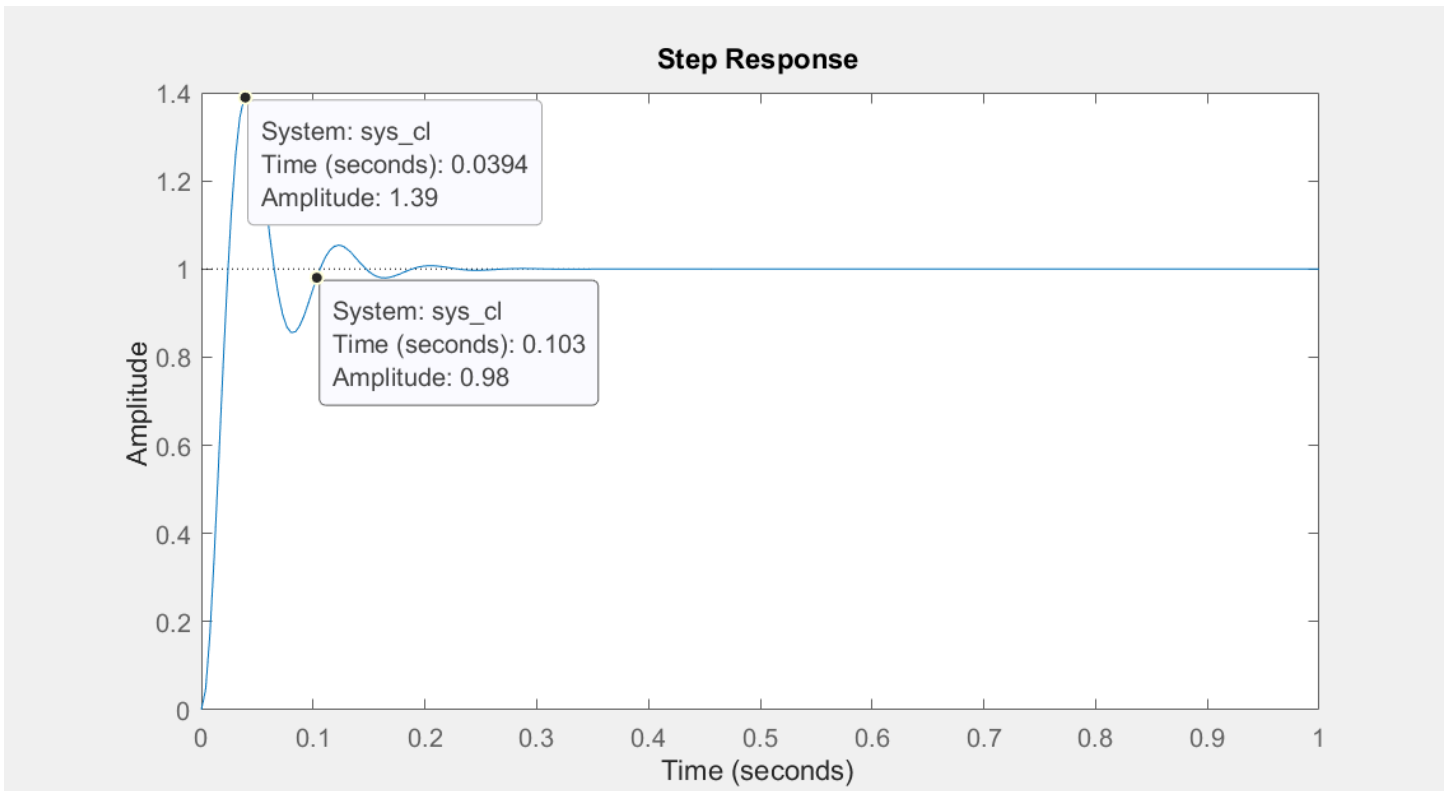 Step Response
1.4
System: sys_cl
Time (seconds): 0.0394
Amplitude: 1.39
1.2
1
System: sys_cl
Time (seconds): 0.103
Amplitude: 0.98
0.8
0.6
0.4
0.2
0
Amplitude
0 0.1 0.2 0.3 0.4 0.5 0.6 0.7 0.8 0.9 1
Time (seconds)